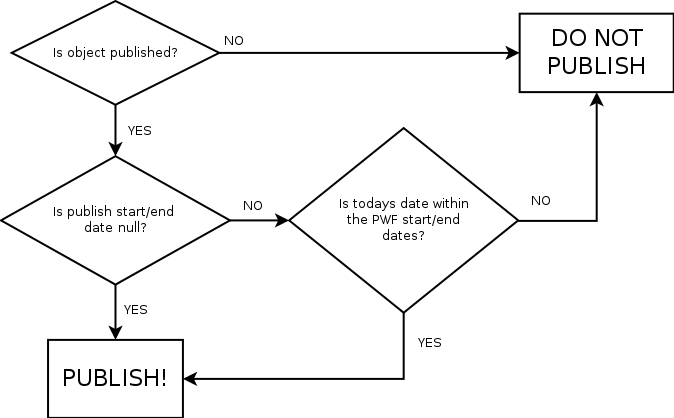 Is object published?
NO
DO NOT
PUBLISH
YES
Is publish start/end
date null?
NO
Is todays date within
the PWF start/end
dates?
NO
YES
YES
PUBLISH!